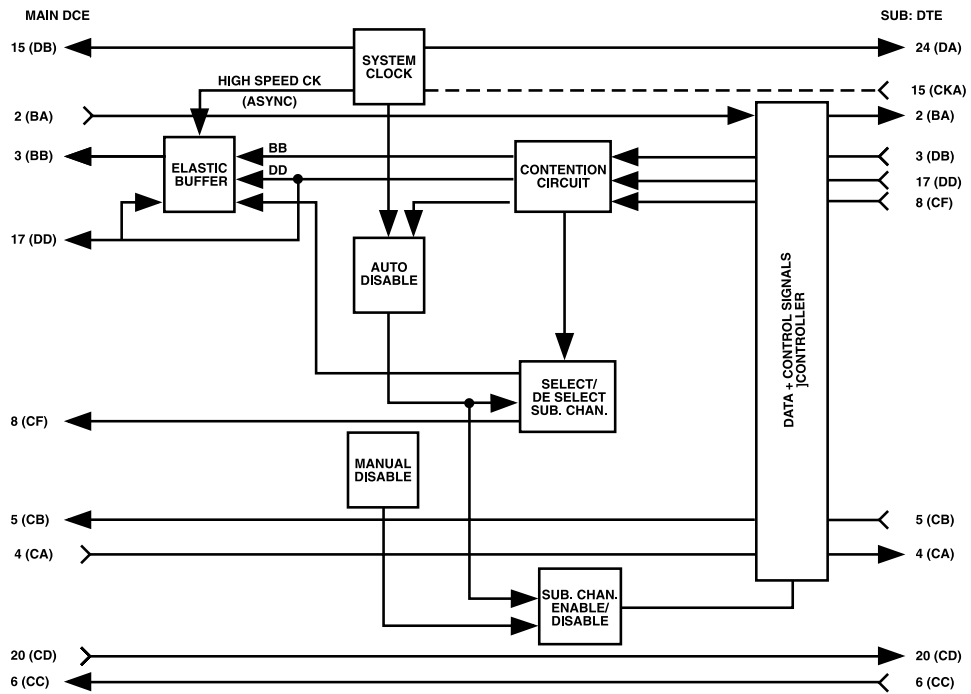 MAIN DCE
SUB: DTE
15 (DB)
SYSTEM
CLOCK
24 (DA)
HIGH SPEED CK
(ASYNC)
15 (CKA)
2 (BA)
2 (BA)
3 (BB)
ELASTIC
BUFFER
BB
DD
CONTENTION
CIRCUIT
3 (DB)
17 (DD)
8 (CF)
17 (DD)
AUTO
DISABLE
DATA + CONTROL SIGNALS
]CONTROLLER
SELECT/
DE SELECT
SUB. CHAN.
8 (CF)
MANUAL
DISABLE
5 (CB)
5 (CB)
4 (CA)
4 (CA)
SUB. CHAN.
ENABLE/
DISABLE
20 (CD)
20 (CD)
6 (CC)
6 (CC)